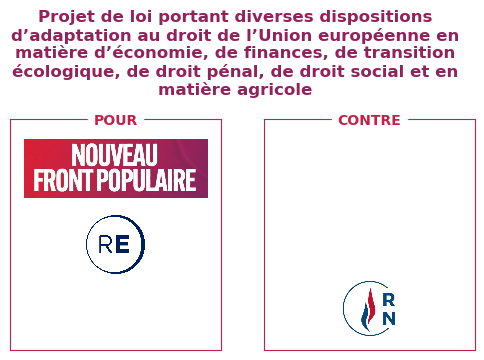 Projet de loi portant diverses dispositions
d’adaptation au droit de l’Union européenne en
matière d’économie, de finances, de transition
écologique, de droit pénal, de droit social et en
matière agricole
POUR
CONTRE
NOUVEAU
FRONT POPULAIRE
RE
R
N